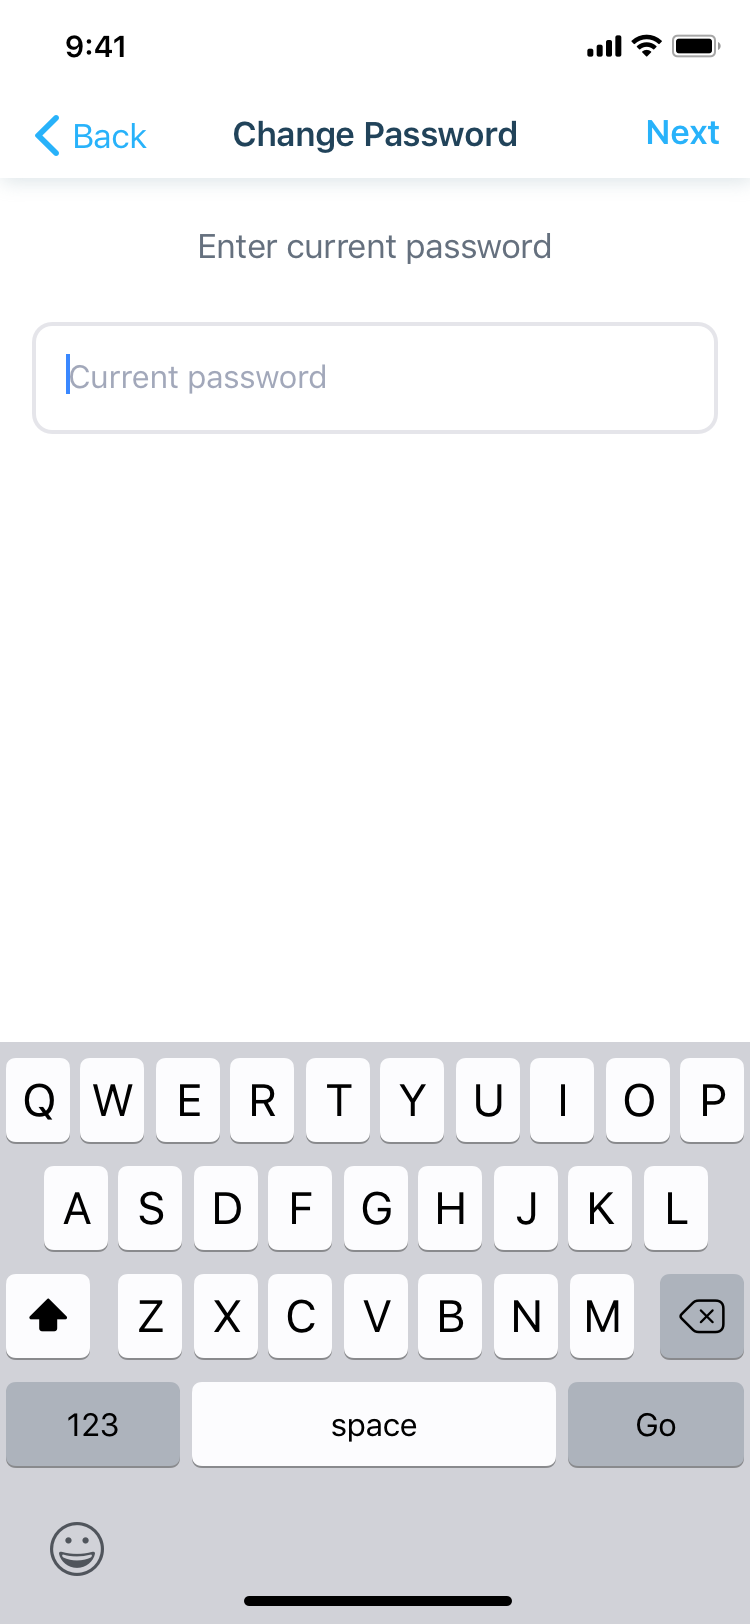 9:41
Back Change Password Next
Enter current password
Current password
Q W E R T Y U I O P
A S D F G H J K L
Z X C V B N M
123 space Go